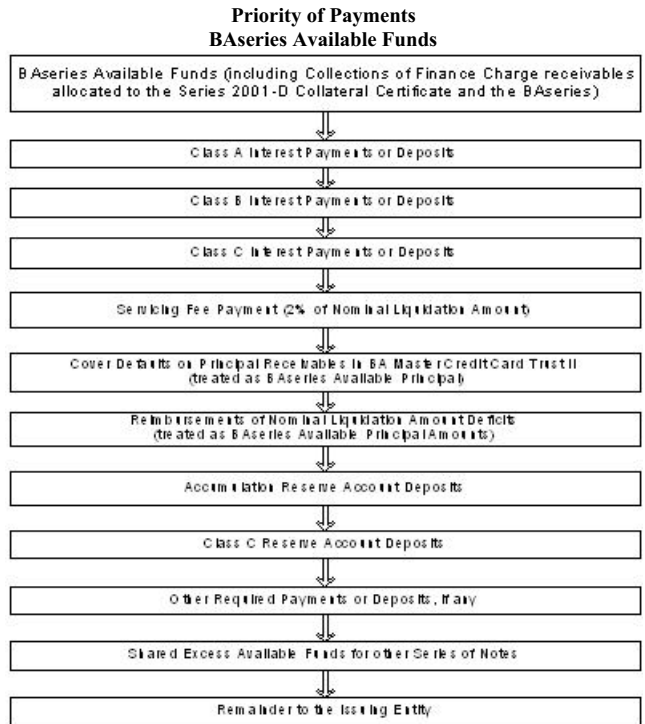 Priority of Payments
BAseries Available Funds
BAseries Available Funds (including Collections of Finance Charge receivables
allocated to the Series 2001-D Collateral Certificate and the BAseries)
Class A Interest Payments or Deposits
Class B Interest Payments or Deposits
Class C Interest Payments or Deposits
Servicing Fee Payment (2% of Nominal Liquidation Amount)
Cover Defaults on Principal Receivables in BA Master Credit Card Trust II
(treated as BAseries Available Principal)
Reimbursements of Nominal Liquidation Amount Deficits
(treated as BAseries Available Principal Amounts)
Accumulation Reserve Account Deposits
Class C Reserve Account Deposits
Other Required Payments or Deposits, if any
Shared Excess Available Funds for other Series of Notes
Remainder to the Issuing Entity